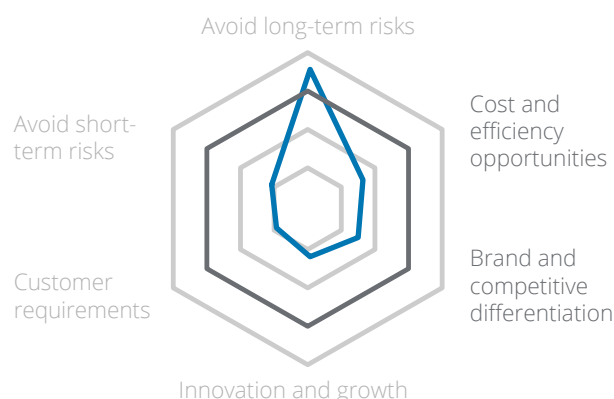 Avoid long-term risks
Cost and
efficiency
opportunities
Brand and
competitive
differentiation
Innovation and growth
Customer
requirements
Avoid short-
term risks